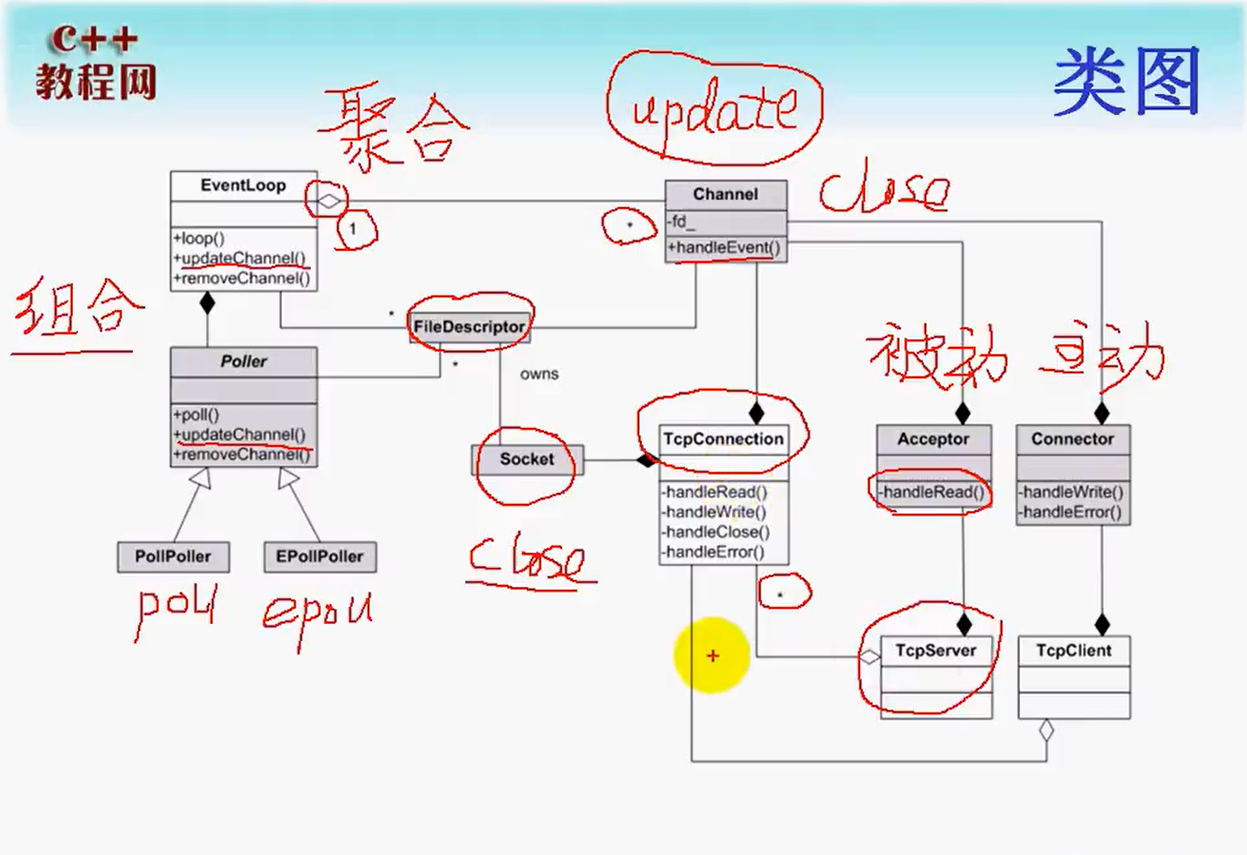 C++
教程网
类图
聚合
update
EventLoop
1
+loop()
+updateChannel()
+removeChannel()
Channel
-fd_
+handleEvent()
*
close
组合
*
FileDescriptor
*
owns
Poller
+poll()
+updateChannel()
+removeChannel()
被动
主动
Socket
close
TcpConnection
-handleRead()
-handleWrite()
-handleClose()
-handleError()
*
Acceptor
-handleRead()
Connector
-handleWrite()
-handleError()
PollPoller
EPollPoller
poll
epoll
TcpServer
TcpClient